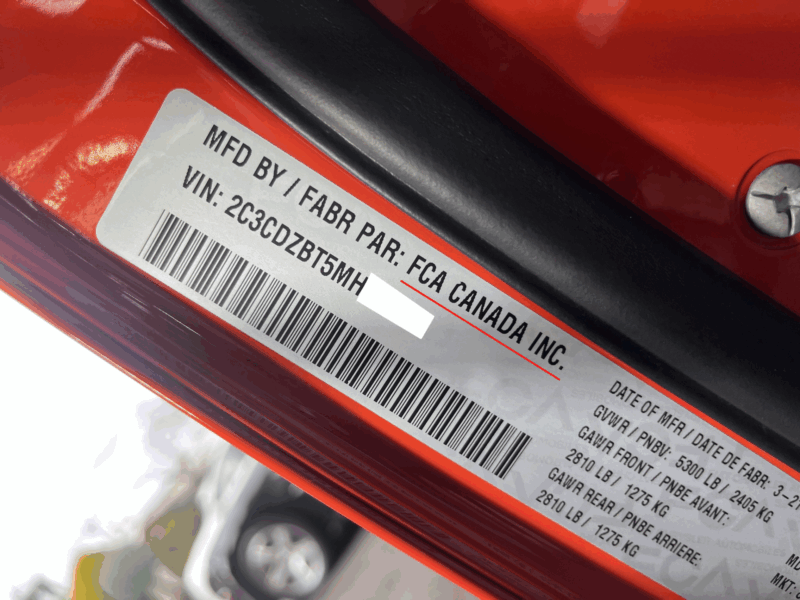 MFD BY / FABR PAR: FCA CANADA INC.
VIN: 2C3CDZBT5MH
DATE OF MFR / DATE DE FABR: 3-21
GVWR / PNBV: 5300 LB / 2405 KG
GAWR FRONT / PNBE AVANT:
2810 LB / 1275 KG
GAWR REAR / PNBE ARRIERE:
2810 LB / 1275 KG
MKT: